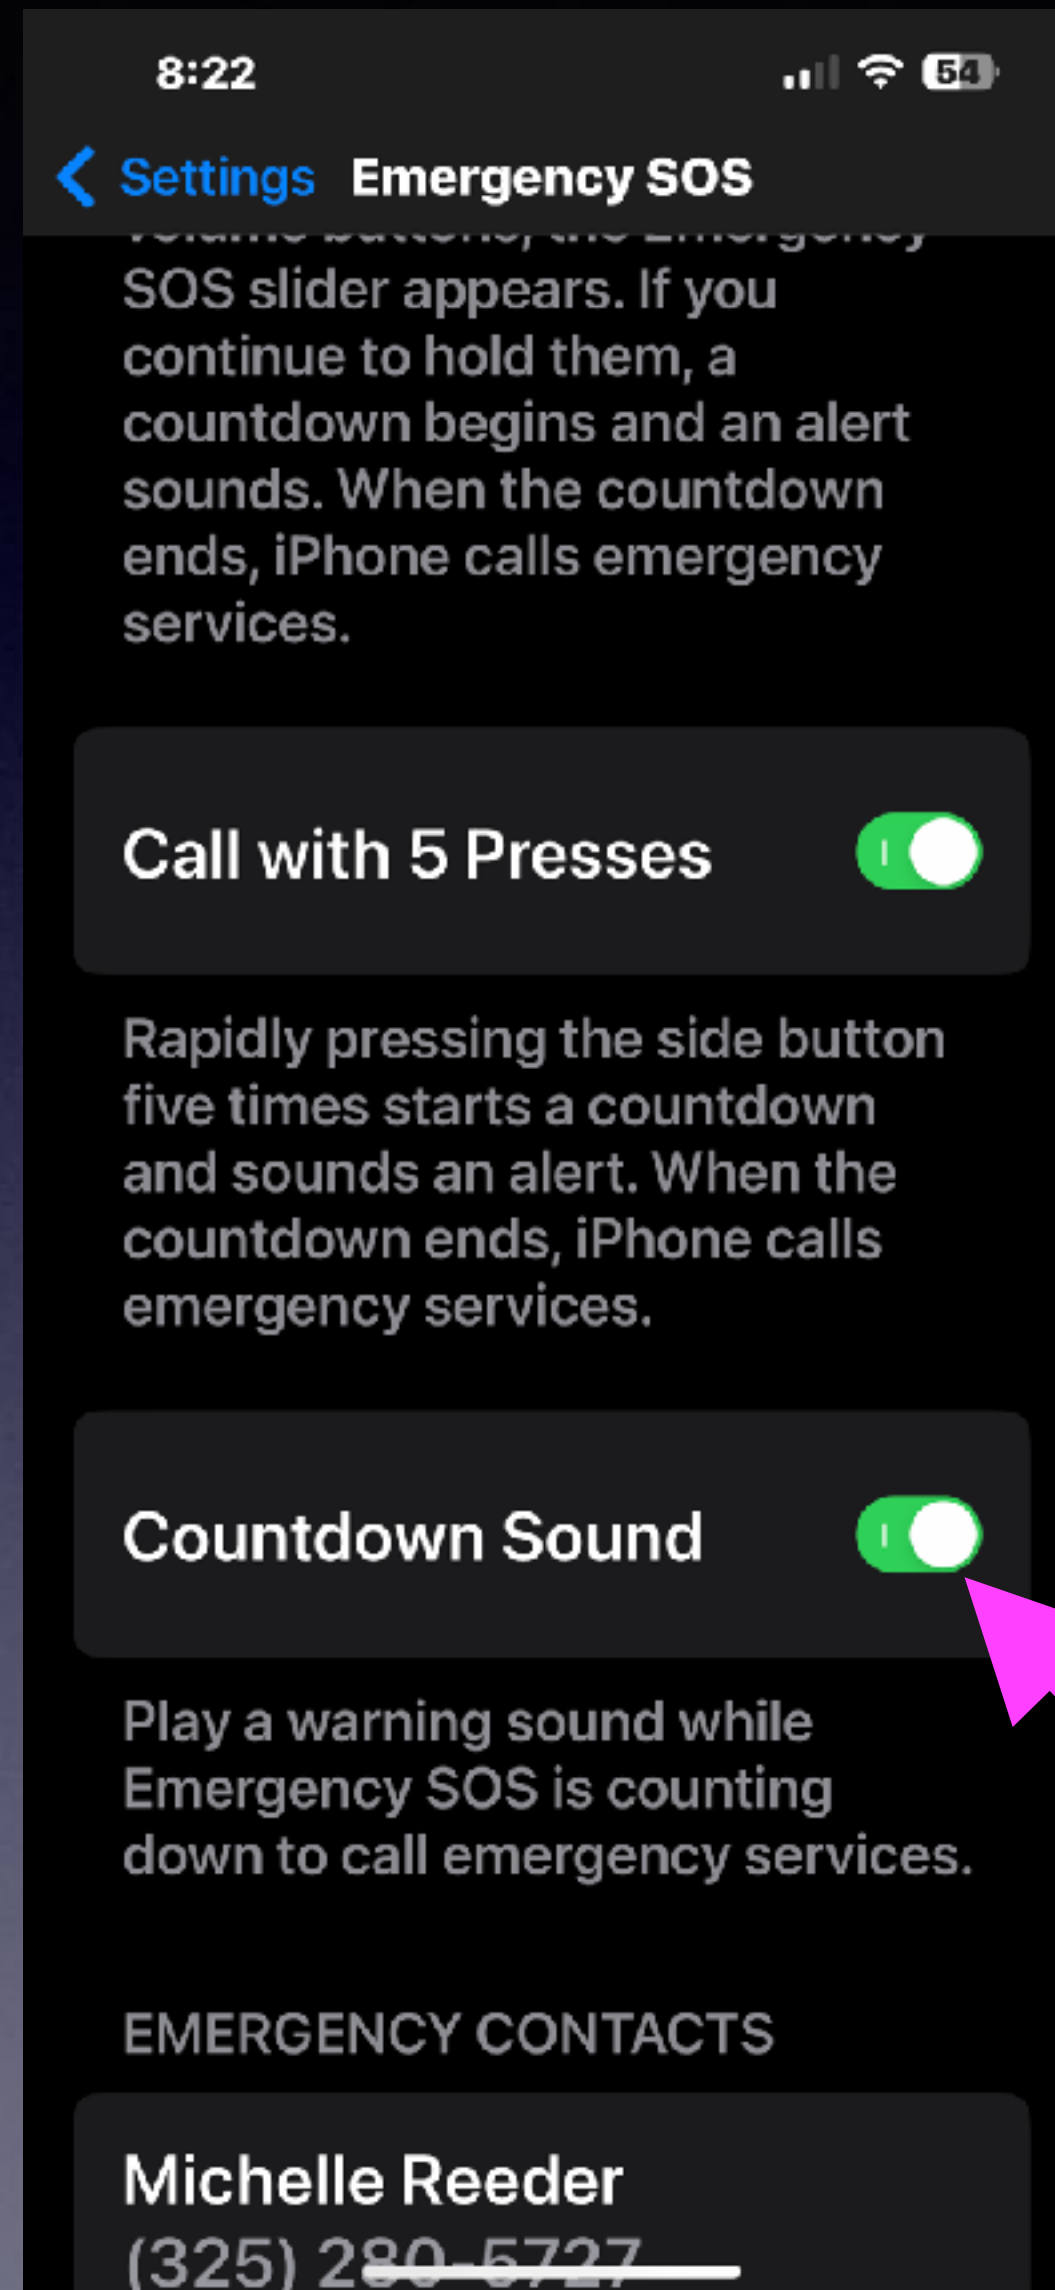 8:22
54
Settings Emergency SOS
volume buttons, the Emergency
SOS slider appears. If you
continue to hold them, a
countdown begins and an alert
sounds. When the countdown
ends, iPhone calls emergency
services.
Call with 5 Presses
Rapidly pressing the side button
five times starts a countdown
and sounds an alert. When the
countdown ends, iPhone calls
emergency services.
Countdown Sound
Play a warning sound while
Emergency SOS is counting
down to call emergency services.
EMERGENCY CONTACTS
Michelle Reeder
(325) 280-5727